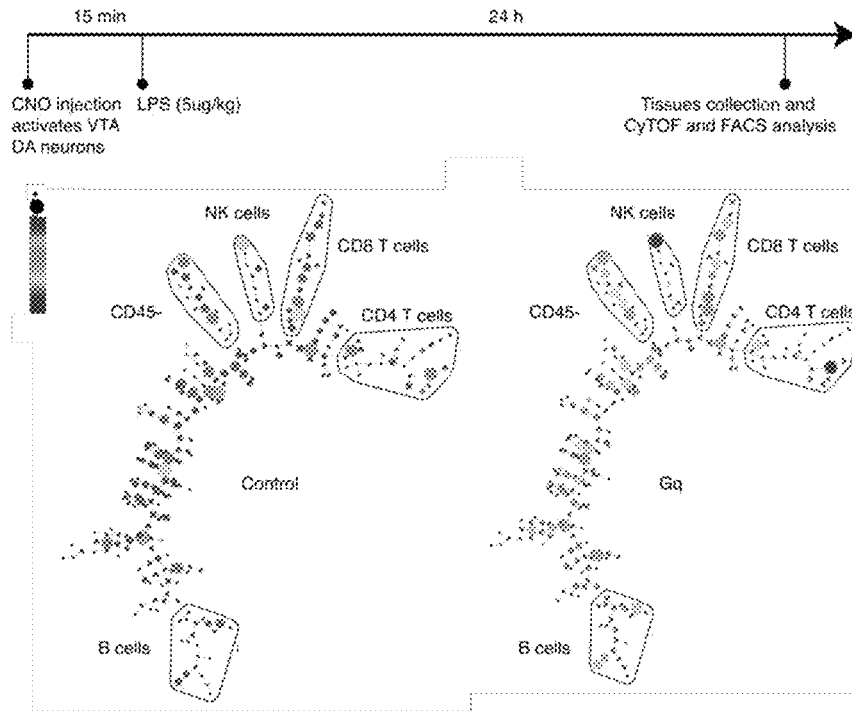 15 min
24 h
CNO injection
activates VTA
DA neurons
LPS (5ug/kg)
Tissues collection and
CyTOF and FACS analysis
NK cells
CD8 T cells
CD45-
CD4 T cells
Control
B cells
NK cells
CD8 T cells
CD45-
CD4 T cells
Gq
B cells